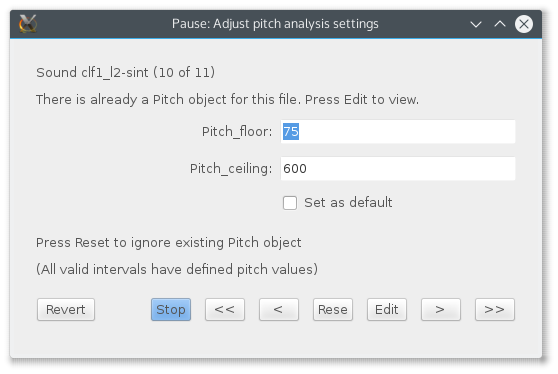 Pause: Adjust pitch analysis settings
Sound clf1_l2-sint (10 of 11)
There is already a Pitch object for this file. Press Edit to view.
Pitch_floor: 75
Pitch_ceiling: 600
Set as default
Press Reset to ignore existing Pitch object
(All valid intervals have defined pitch values)
Revert Stop << < Rese Edit > >>